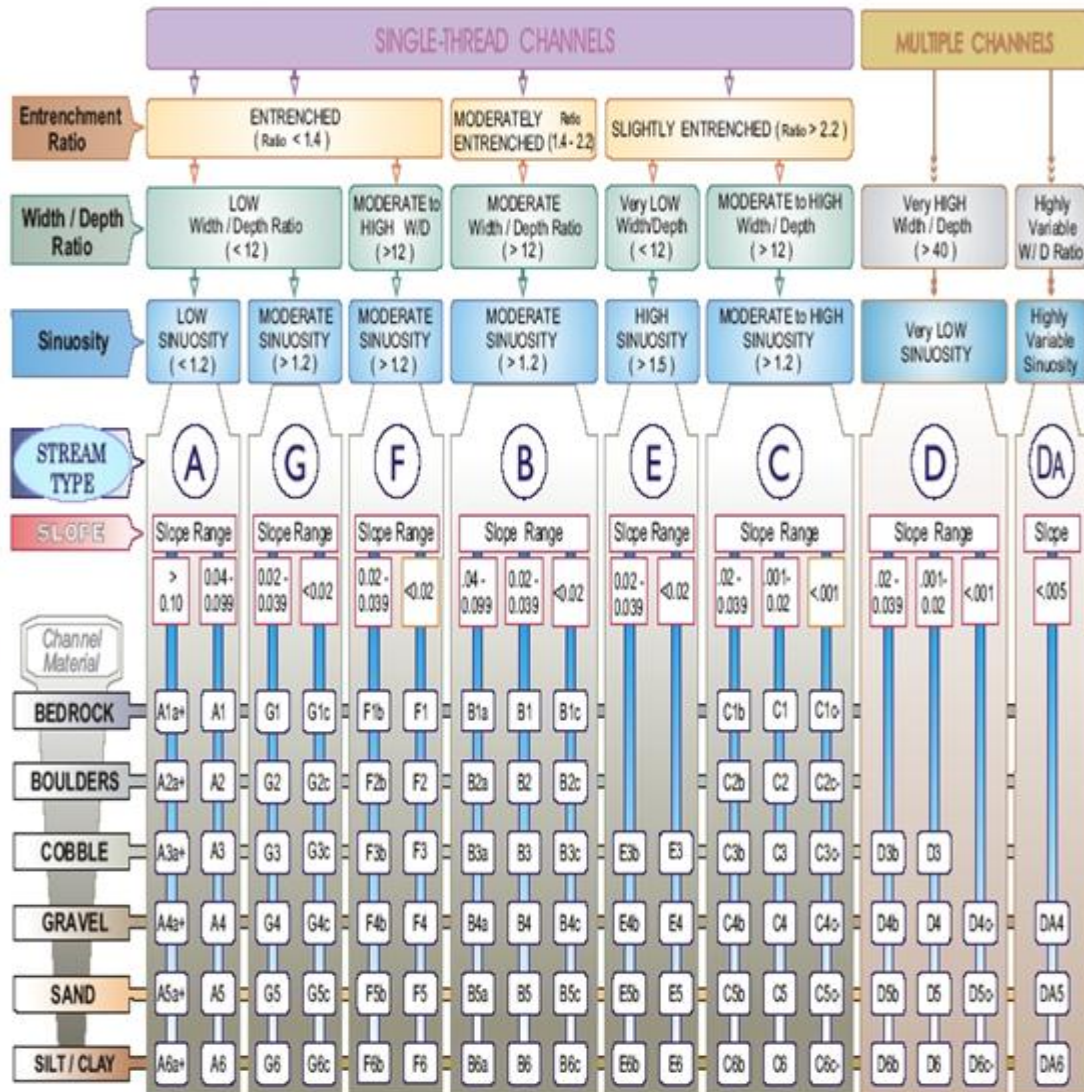 SINGLE-THREAD CHANNELS
MULTIPLE CHANNELS
Entrenchment
Ratio
ENTRENCHED
( Ratio < 1.4 )
MODERATELY Ratio
ENTRENCHED (1.4 - 2.2)
SLIGHTLY ENTRENCHED ( Ratio > 2.2 )
Width / Depth
Ratio
LOW
Width / Depth Ratio
( < 12 )
MODERATE to
HIGH W/D
( >12 )
MODERATE
Width / Depth Ratio
( > 12 )
Very LOW
Width/Depth
( < 12 )
MODERATE to HIGH
Width / Depth
( > 12 )
Very HIGH
Width / Depth
( > 40 )
Highly
Variable
W / D Ratio
Sinuosity
LOW
SINUOSITY
( < 1.2 )
MODERATE
SINUOSITY
( > 1.2 )
MODERATE
SINUOSITY
( > 1.2 )
MODERATE
SINUOSITY
( > 1.2 )
HIGH
SINUOSITY
( > 1.5 )
MODERATE to HIGH
SINUOSITY
( > 1.2 )
Very LOW
SINUOSITY
Highly
Variable
Sinuosity
STREAM
TYPE
A G F B E C D DA
SLOPE
Slope Range Slope Range Slope Range Slope Range Slope Range Slope Range Slope Range Slope
>
0.10
0.04 -
0.099
0.02 -
0.039
<0.02
0.02 -
0.039
<0.02
.04 -
0.099
0.02 -
0.039
<0.02
0.02 -
0.039
<0.02
.02 -
0.039
.001-
0.02
<.001
.02 -
0.039
.001-
0.02
<.001
<.005
Channel
Material
BEDROCK A1a+ A1 G1 G1c F1b F1 B1a B1 B1c C1b C1 C1c-
BOULDERS A2a+ A2 G2 G2c F2b F2 B2a B2 B2c C2b C2 C2c-
COBBLE A3a+ A3 G3 G3c F3b F3 B3a B3 B3c E3b E3 C3b C3 C3c- D3b D3
GRAVEL A4a+ A4 G4 G4c F4b F4 B4a B4 B4c E4b E4 C4b C4 C4c- D4b D4 D4c- DA4
SAND A5a+ A5 G5 G5c F5b F5 B5a B5 B5c E5b E5 C5b C5 C5c- D5b D5 D5c- DA5
SILT / CLAY A6a+ A6 G6 G6c F6b F6 B6a B6 B6c E6b E6 C6b C6 C6c- D6b D6 D6c- DA6